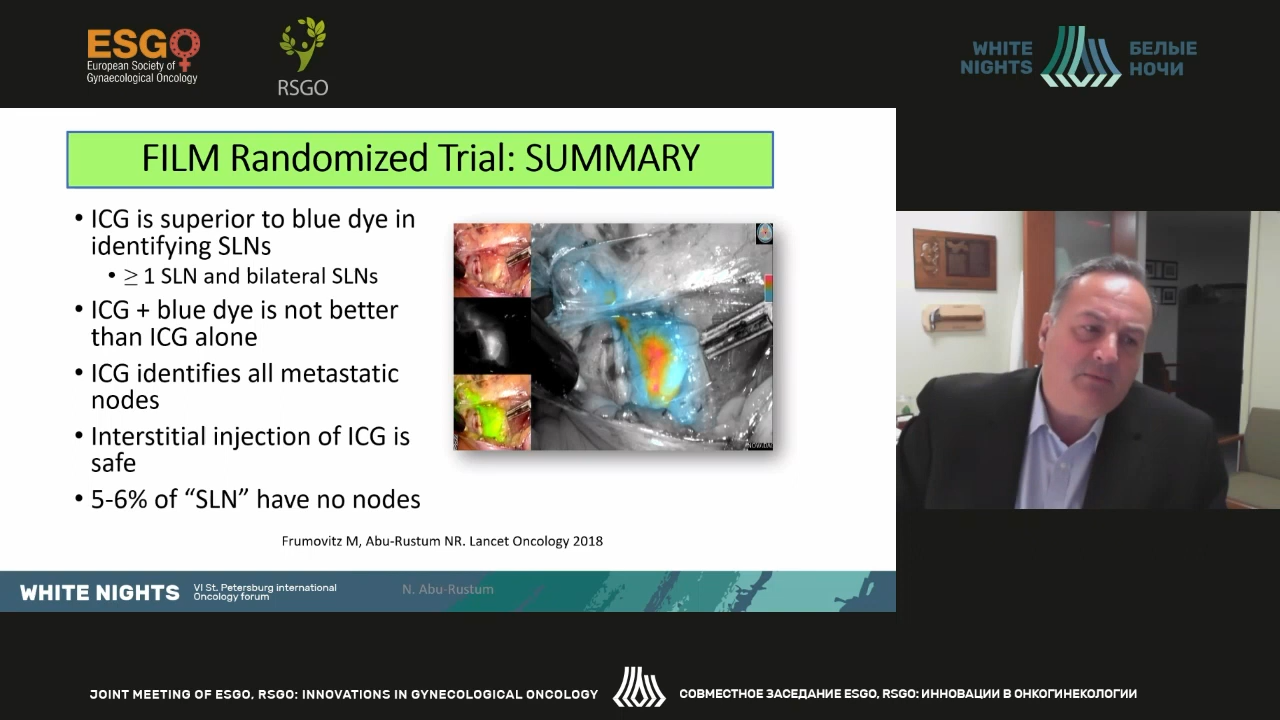 ESGO
European Society of
Gynaecological Oncology
RSGO
WHITE
NIGHTS
БЕЛЫЕ
НОЧИ
FILM Randomized Trial: SUMMARY
• ICG is superior to blue dye in
identifying SLNs
• ≥ 1 SLN and bilateral SLNs
• ICG + blue dye is not better
than ICG alone
• ICG identifies all metastatic
nodes
• Interstitial injection of ICG is
safe
• 5-6% of “SLN” have no nodes
Frumovitz M, Abu-Rustum NR. Lancet Oncology 2018
WHITE NIGHTS
VI St. Petersburg international
Oncology forum
N. Abu-Rustum
JOINT MEETING OF ESGO, RSGO: INNOVATIONS IN GYNECOLOGICAL ONCOLOGY
СОВМЕСТНОЕ ЗАСЕДАНИЕ ESGO, RSGO: ИННОВАЦИИ В ОНКОГИНЕКОЛОГИИ